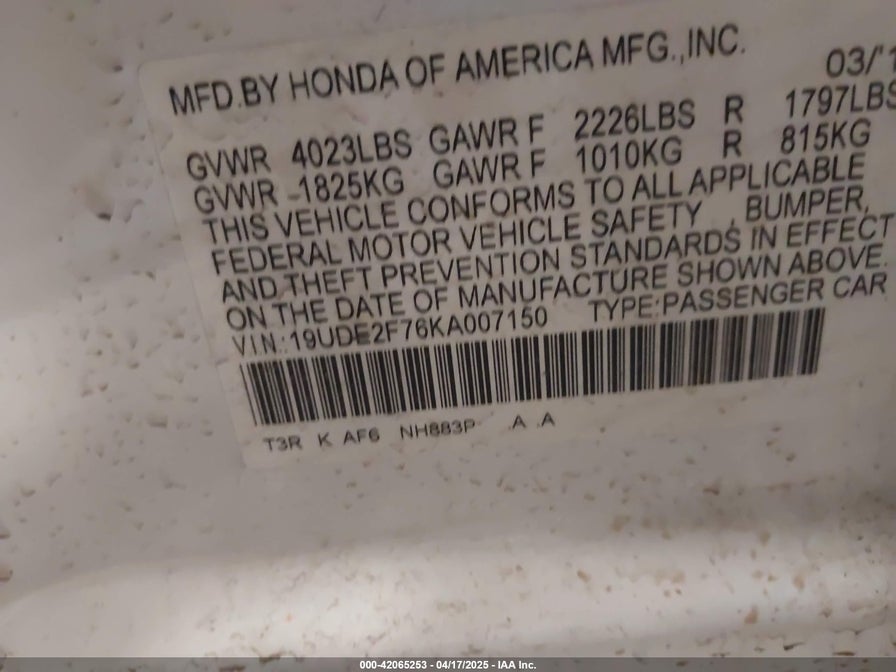 MFD.BY HONDA OF AMERICA MFG.,INC.
03/'1
GVWR 4023LBS GAWR F 2226LBS R 1797LBS
GVWR 1825KG GAWR F 1010KG R 815KG
THIS VEHICLE CONFORMS TO ALL APPLICABLE
FEDERAL MOTOR VEHICLE SAFETY , BUMPER,
AND THEFT PREVENTION STANDARDS IN EFFECT
ON THE DATE OF MANUFACTURE SHOWN ABOVE.
VIN:19UDE2F76KA007150 TYPE:PASSENGER CAR
T3R K AF6 NH883P A A
000-42065253 - 04/17/2025 - IAA Inc.